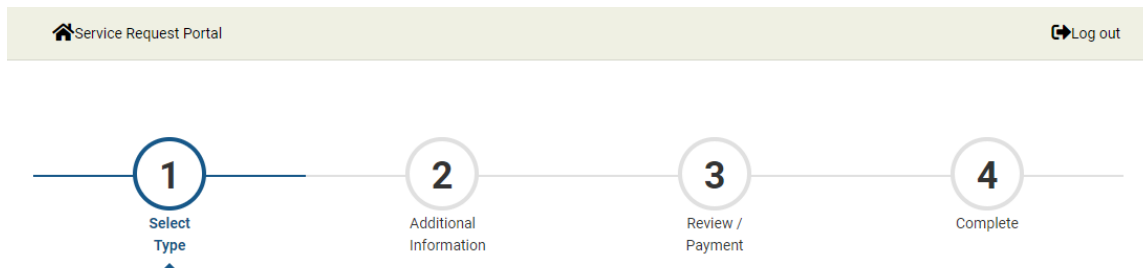 Service Request Portal
Log out
1
2
3
4
Select
Type
Additional
Information
Review /
Payment
Complete